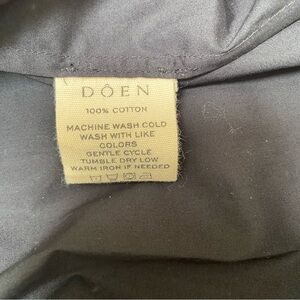 DÔEN
100% COTTON
MACHINE WASH COLD
WASH WITH LIKE
COLORS
GENTLE CYCLE
TUMBLE DRY LOW
WARM IRON IF NEEDED